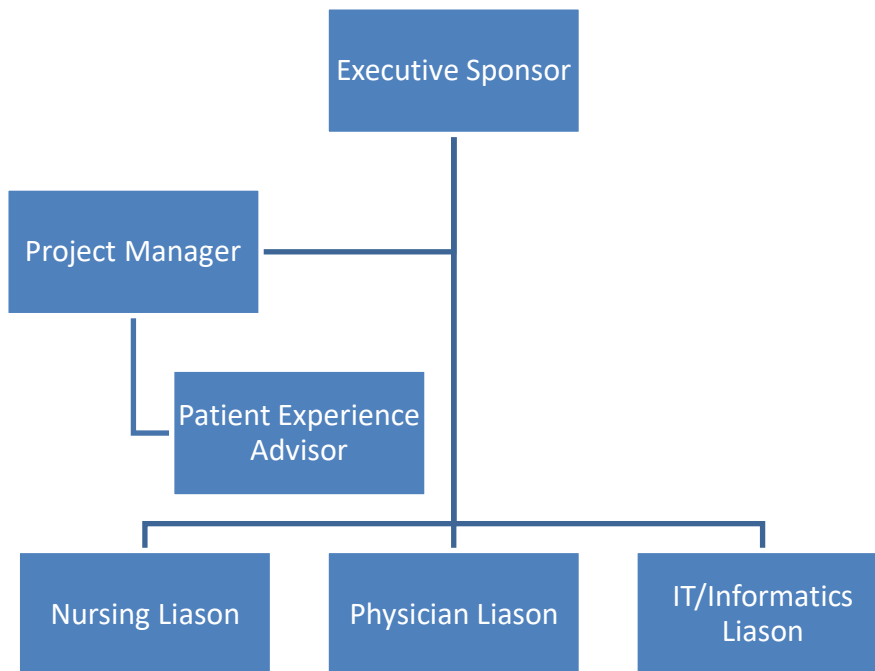 Executive Sponsor
Project Manager
Patient Experience
Advisor
Nursing Liason
Physician Liason
IT/Informatics
Liason